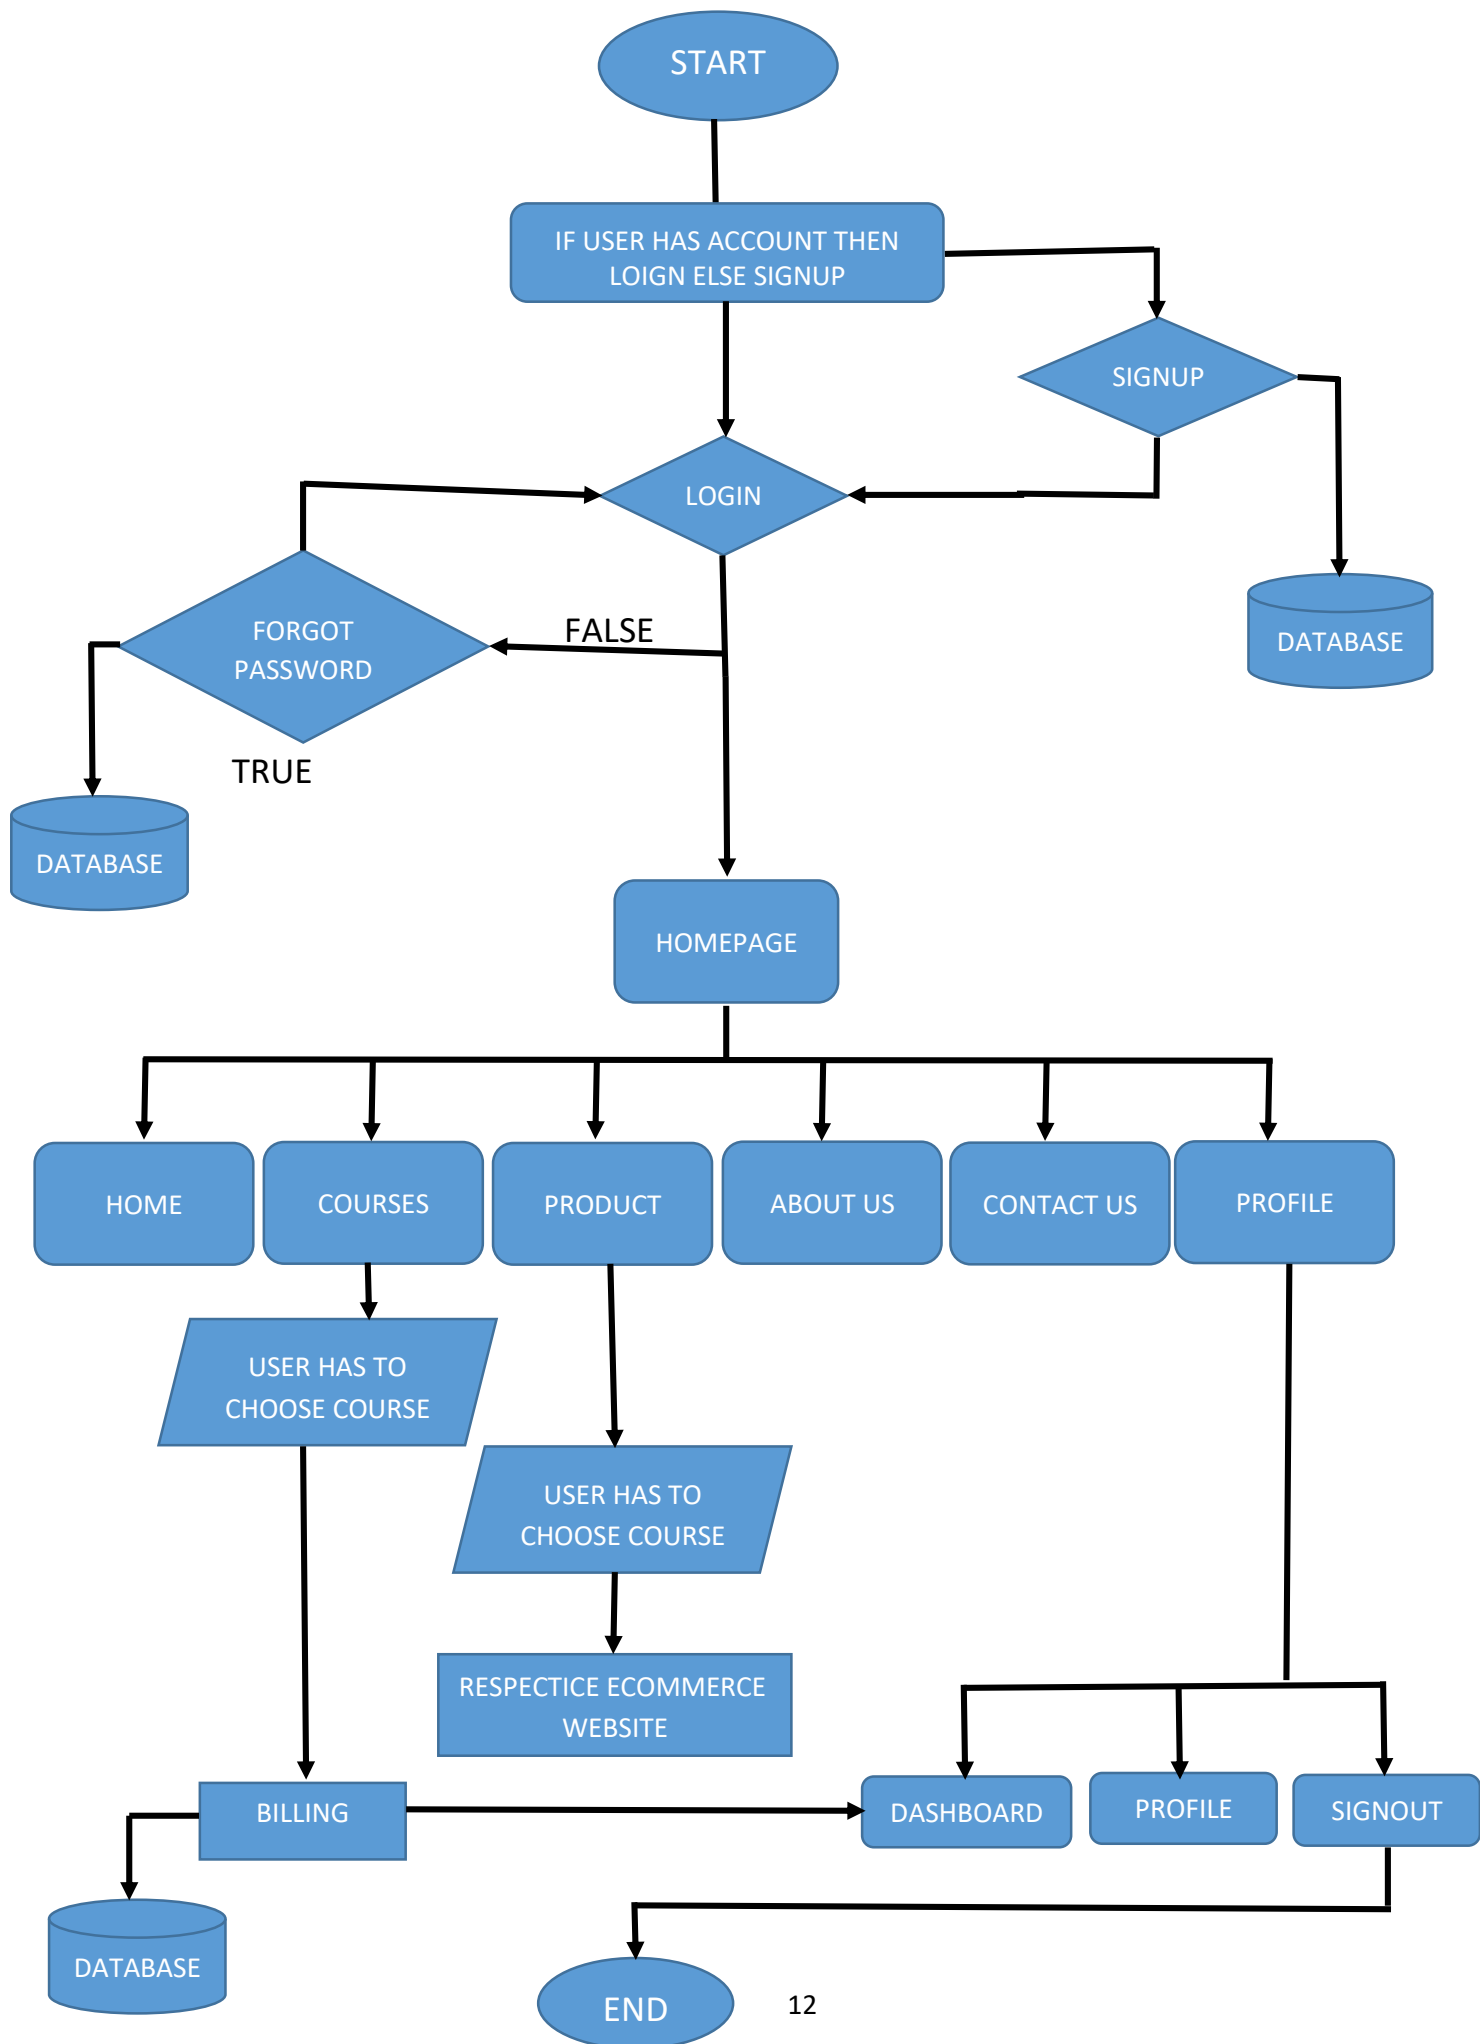 START
IF USER HAS ACCOUNT THEN
LOIGN ELSE SIGNUP
SIGNUP
LOGIN
FORGOT
PASSWORD
FALSE
DATABASE
TRUE
DATABASE
HOMEPAGE
HOME
COURSES
PRODUCT
ABOUT US
CONTACT US
PROFILE
USER HAS TO
CHOOSE COURSE
USER HAS TO
CHOOSE COURSE
RESPECTICE ECOMMERCE
WEBSITE
BILLING
DASHBOARD
PROFILE
SIGNOUT
DATABASE
END
12